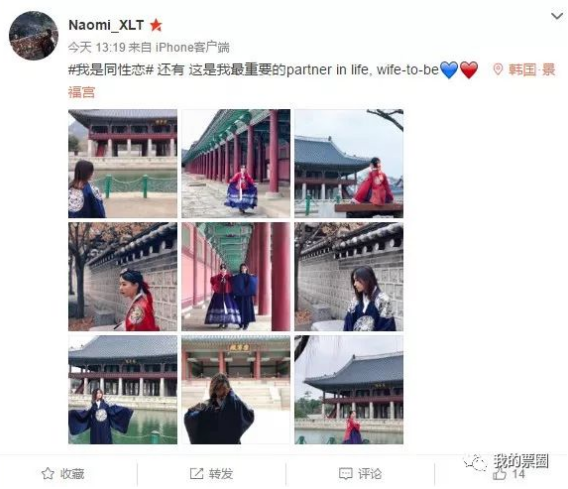 Naomi_XLT
今天 13:19 来自 iPhone客户端
#我是同性恋# 还有 这是我最重要的partner in life, wife-to-be💙❤️ 韩国·景
福宫
收藏 转发 评论 14
我的票圈